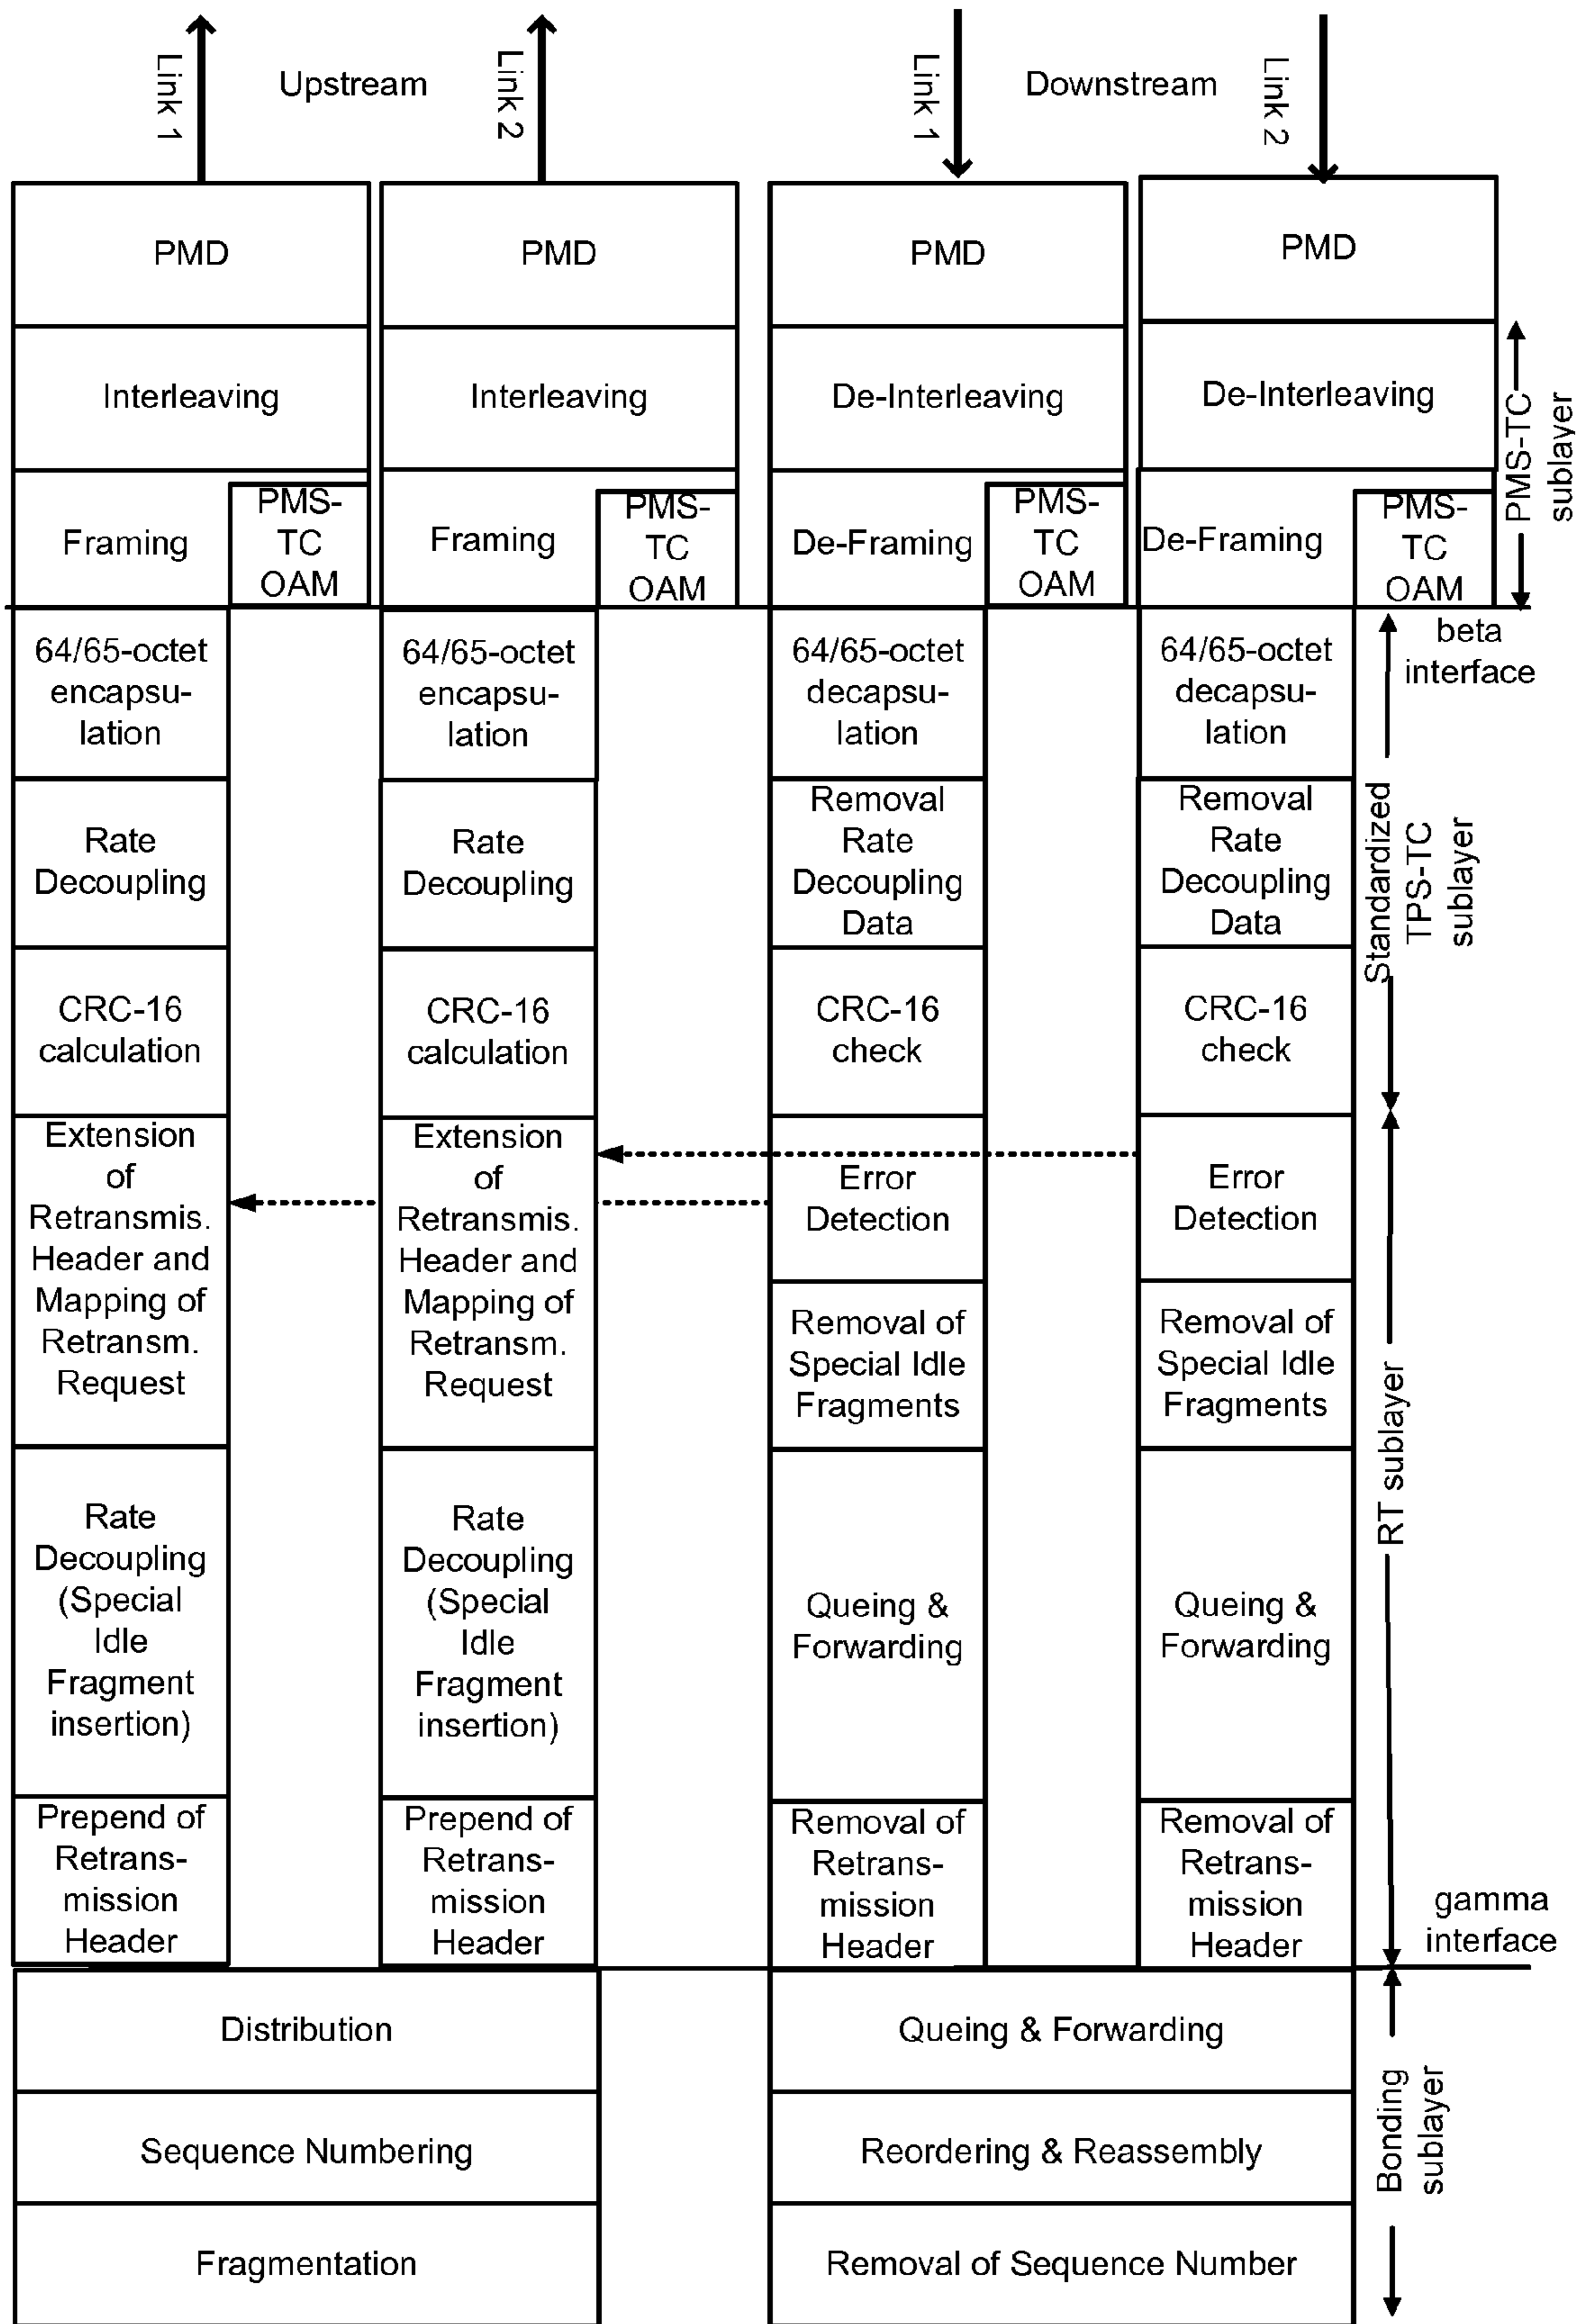 Link 1
Upstream
Link 2
Link 1
Downstream
Link 2
PMD
PMD
PMD
PMD
Interleaving
Interleaving
De-Interleaving
De-Interleaving
PMS-TC
sublayer
Framing
PMS-
TC
OAM
Framing
PMS-
TC
OAM
De-Framing
PMS-
TC
OAM
De-Framing
PMS-
TC
OAM
beta
interface
64/65-octet
encapsu-
lation
64/65-octet
encapsu-
lation
64/65-octet
decapsu-
lation
64/65-octet
decapsu-
lation
Rate
Decoupling
Rate
Decoupling
Removal
Rate
Decoupling
Data
Removal
Rate
Decoupling
Data
Standardized
TPS-TC
sublayer
CRC-16
calculation
CRC-16
calculation
CRC-16
check
CRC-16
check
Extension
of
Retransmis.
Header and
Mapping of
Retransm.
Request
Extension
of
Retransmis.
Header and
Mapping of
Retransm.
Request
Error
Detection
Error
Detection
Removal of
Special Idle
Fragments
Removal of
Special Idle
Fragments
RT sublayer
Rate
Decoupling
(Special
Idle
Fragment
insertion)
Rate
Decoupling
(Special
Idle
Fragment
insertion)
Queing &
Forwarding
Queing &
Forwarding
Prepend of
Retrans-
mission
Header
Prepend of
Retrans-
mission
Header
Removal of
Retrans-
mission
Header
Removal of
Retrans-
mission
Header
gamma
interface
Distribution
Queing & Forwarding
Sequence Numbering
Reordering & Reassembly
Bonding
sublayer
Fragmentation
Removal of Sequence Number